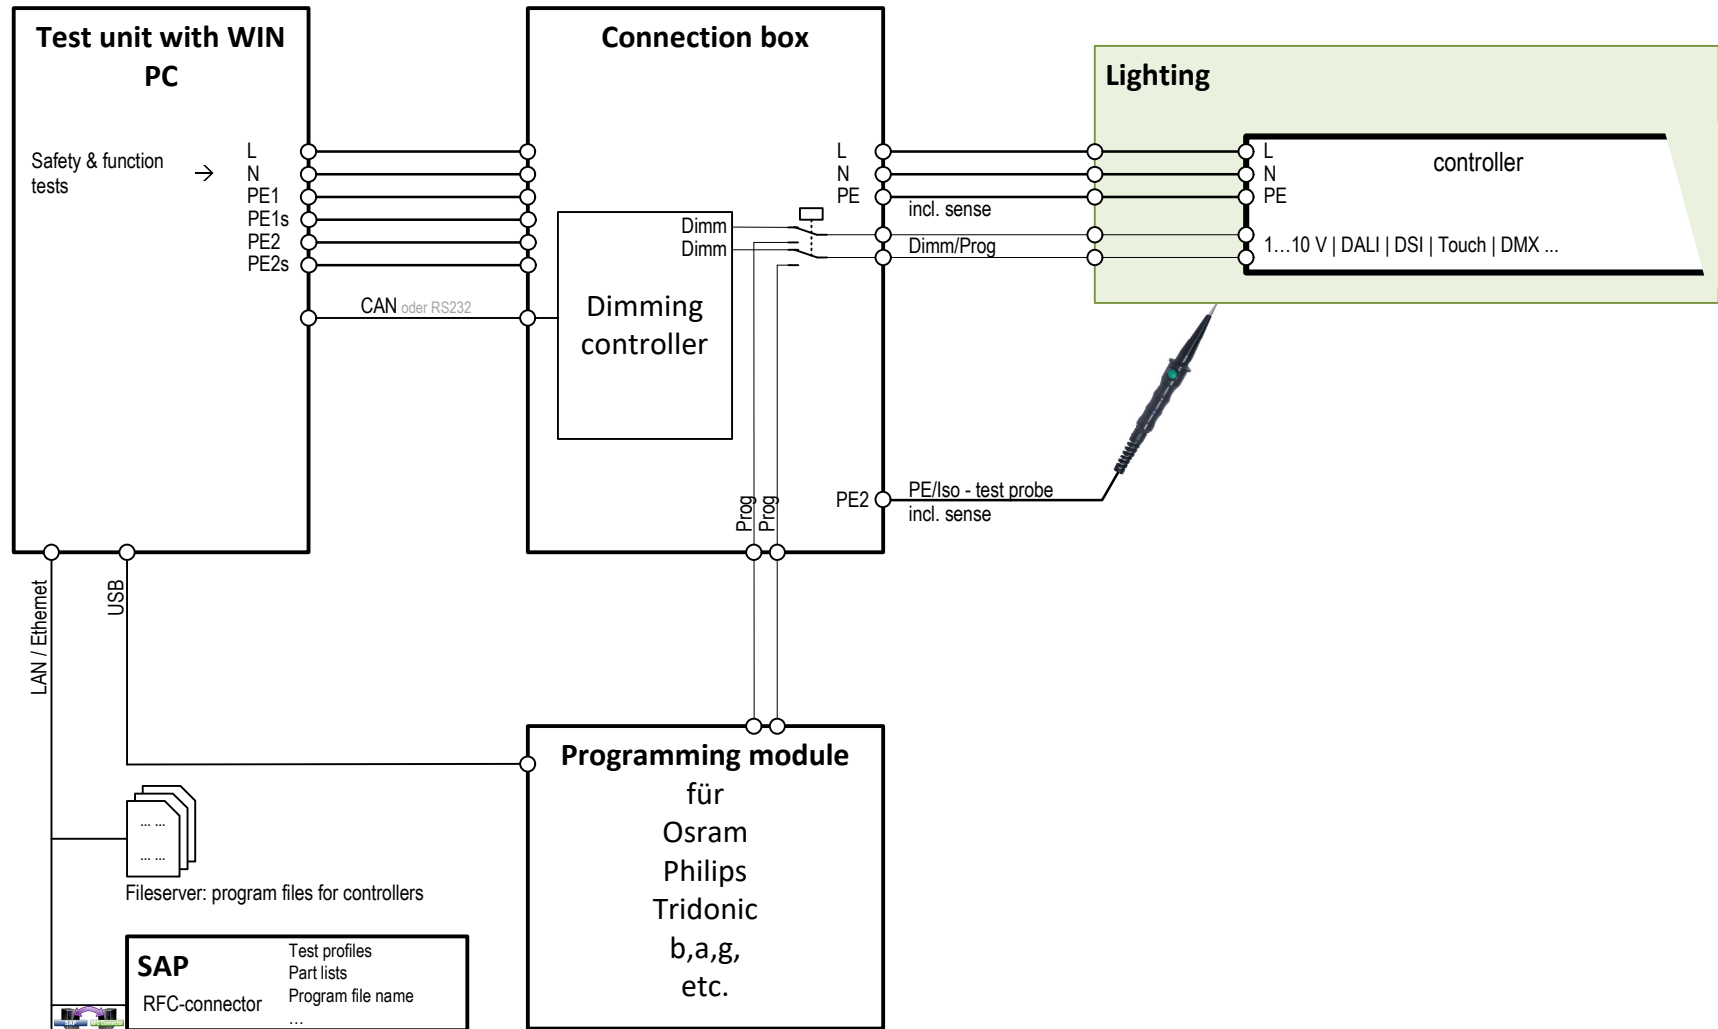 Test unit with WIN
PC
Safety & function
tests
→
L
N
PE1
PE1s
PE2
PE2s
CAN oder RS232
LAN / Ethernet
USB
Connection box
Dimm
Dimm
Dimming
controller
L
N
PE
PE2
Prog
Prog
incl. sense
Dimm/Prog
PE/Iso - test probe
incl. sense
Lighting
controller
L
N
PE
1…10 V | DALI | DSI | Touch | DMX ...
Programming module
für
Osram
Philips
Tridonic
b,a,g,
etc.
... ...
... ...
Fileserver: program files for controllers
SAP
RFC-connector
Test profiles
Part lists
Program file name
…
SAP